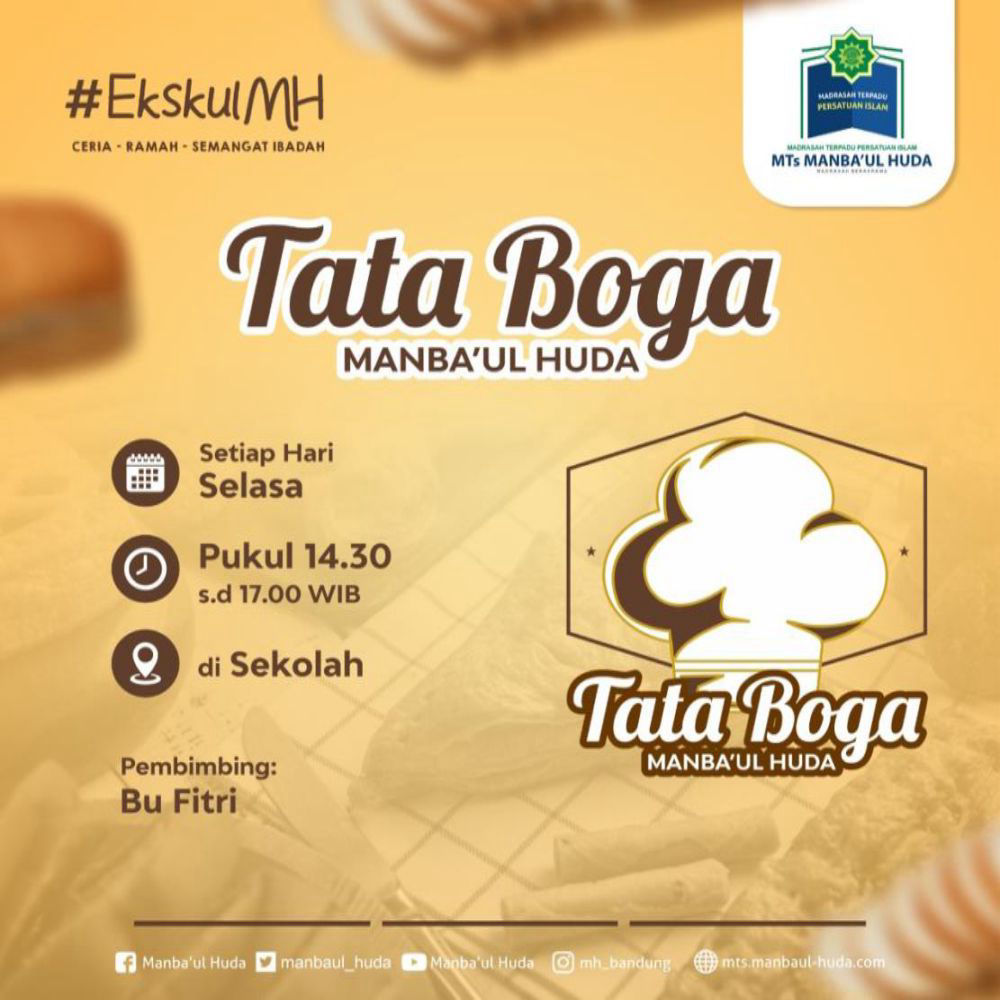 #EkskulMH
CERIA - RAMAH - SEMANGAT IBADAH
MADRASAH TERPADU
PERSATUAN ISLAM
MADRASAH TERPADU PERSATUAN ISLAM
MTs MANBA'UL HUDA
MADRASAH BERASRAMA
Tata Boga
MANBA'UL HUDA
Setiap Hari
Selasa
Pukul 14.30
s.d 17.00 WIB
di Sekolah
Pembimbing:
Bu Fitri
Tata Boga
MANBA'UL HUDA
Manba'ul Huda manbaul_huda Manba'ul Huda mh_bandung mts.manbaul-huda.com